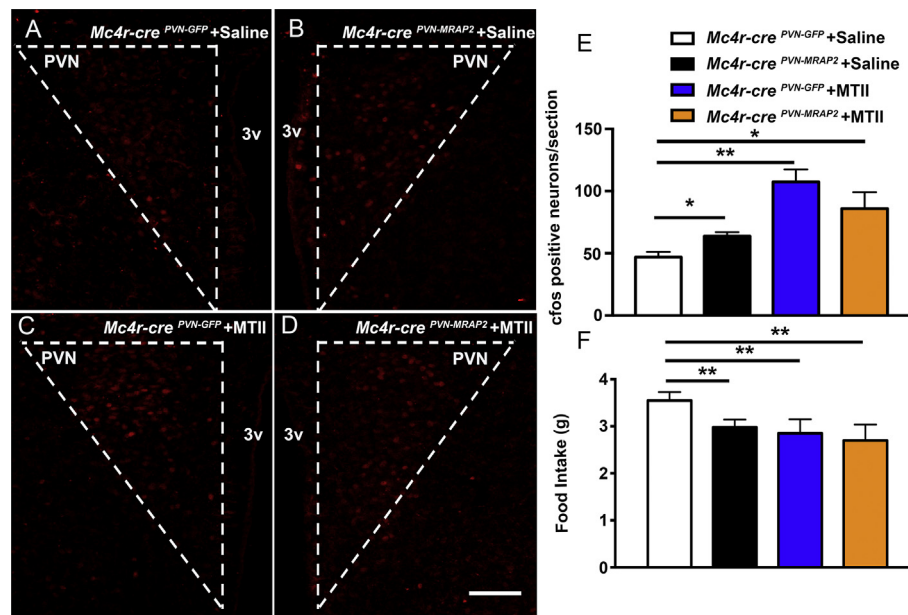 A
Mc4r-cre PVN-GFP +Saline
PVN
3v
B
Mc4r-cre PVN-MRAP2 +Saline
PVN
3v
C
Mc4r-cre PVN-GFP +MTII
PVN
3v
D
Mc4r-cre PVN-MRAP2 +MTII
PVN
3v
E
Mc4r-cre PVN-GFP +Saline
Mc4r-cre PVN-MRAP2 +Saline
Mc4r-cre PVN-GFP +MTII
Mc4r-cre PVN-MRAP2 +MTII
cfos positive neurons/section
150
100
50
0
*
**
*
F
Food Intake (g)
4
3
2
1
0
**
**
**